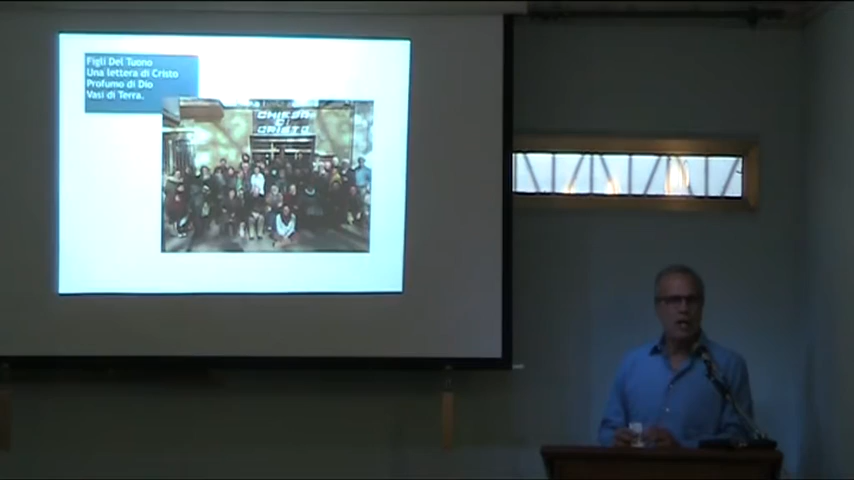 Figli Del Tuono
Una lettera di Cristo
Profumo di Dio
Vasi di Terra.
CHIESA
DI
CRISTO